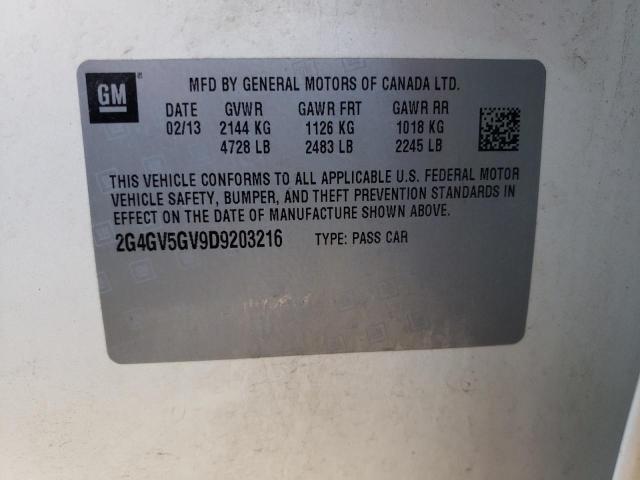 GM
MFD BY GENERAL MOTORS OF CANADA LTD.
DATE GVWR GAWR FRT GAWR RR
02/13 2144 KG 1126 KG 1018 KG
4728 LB 2483 LB 2245 LB
THIS VEHICLE CONFORMS TO ALL APPLICABLE U.S. FEDERAL MOTOR
VEHICLE SAFETY, BUMPER, AND THEFT PREVENTION STANDARDS IN
EFFECT ON THE DATE OF MANUFACTURE SHOWN ABOVE.
2G4GV5GV9D9203216 TYPE: PASS CAR